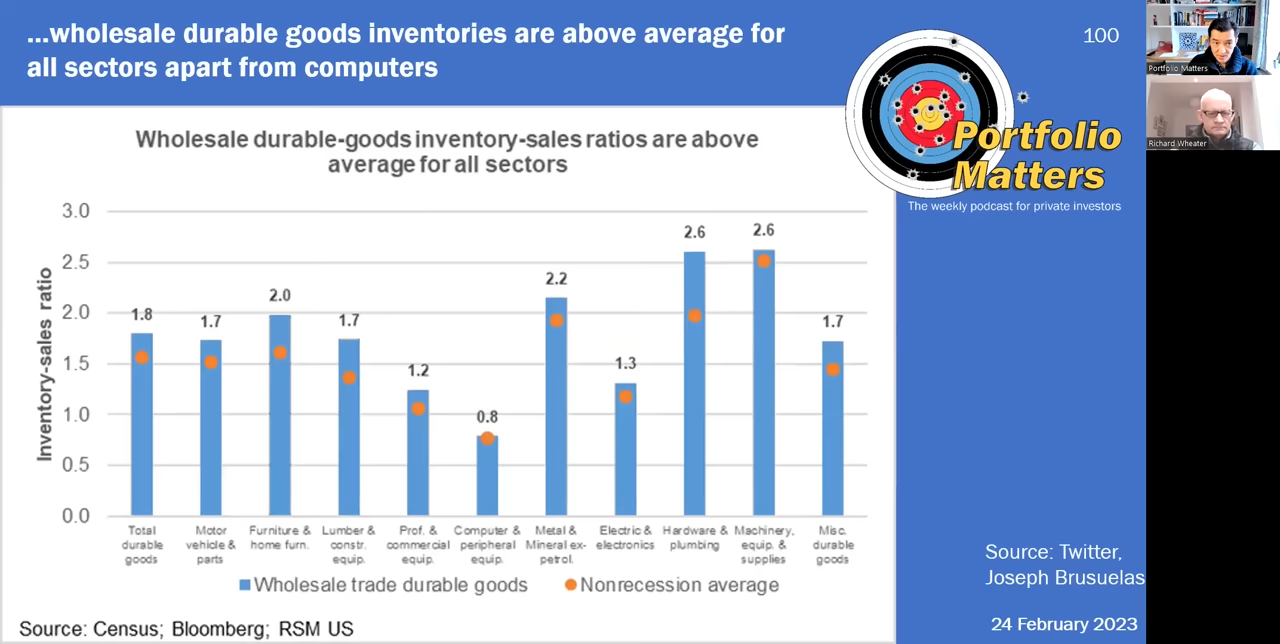 ...wholesale durable goods inventories are above average for
all sectors apart from computers
100
Portfolio Matters
Richard Wheater
Portfolio
Matters
The weekly podcast for private investors
Wholesale durable-goods inventory-sales ratios are above
average for all sectors
Inventory-sales ratio
3.0
2.5
2.0
1.5
1.0
0.5
0.0
1.8
1.7
2.0
1.7
1.2
0.8
2.2
1.3
2.6
2.6
1.7
Total
durable
goods
Motor
vehicle &
parts
Furniture &
home furn.
Lumber &
constr.
equip.
Prof. &
commercial
equip.
Computer &
peripheral
equip.
Metal &
Mineral ex-
petrol.
Electric &
electronics
Hardware &
plumbing
Machinery,
equip. &
supplies
Misc.
durable
goods
Wholesale trade durable goods
Nonrecession average
Source: Census; Bloomberg; RSM US
Source: Twitter,
Joseph Brusuelas
24 February 2023